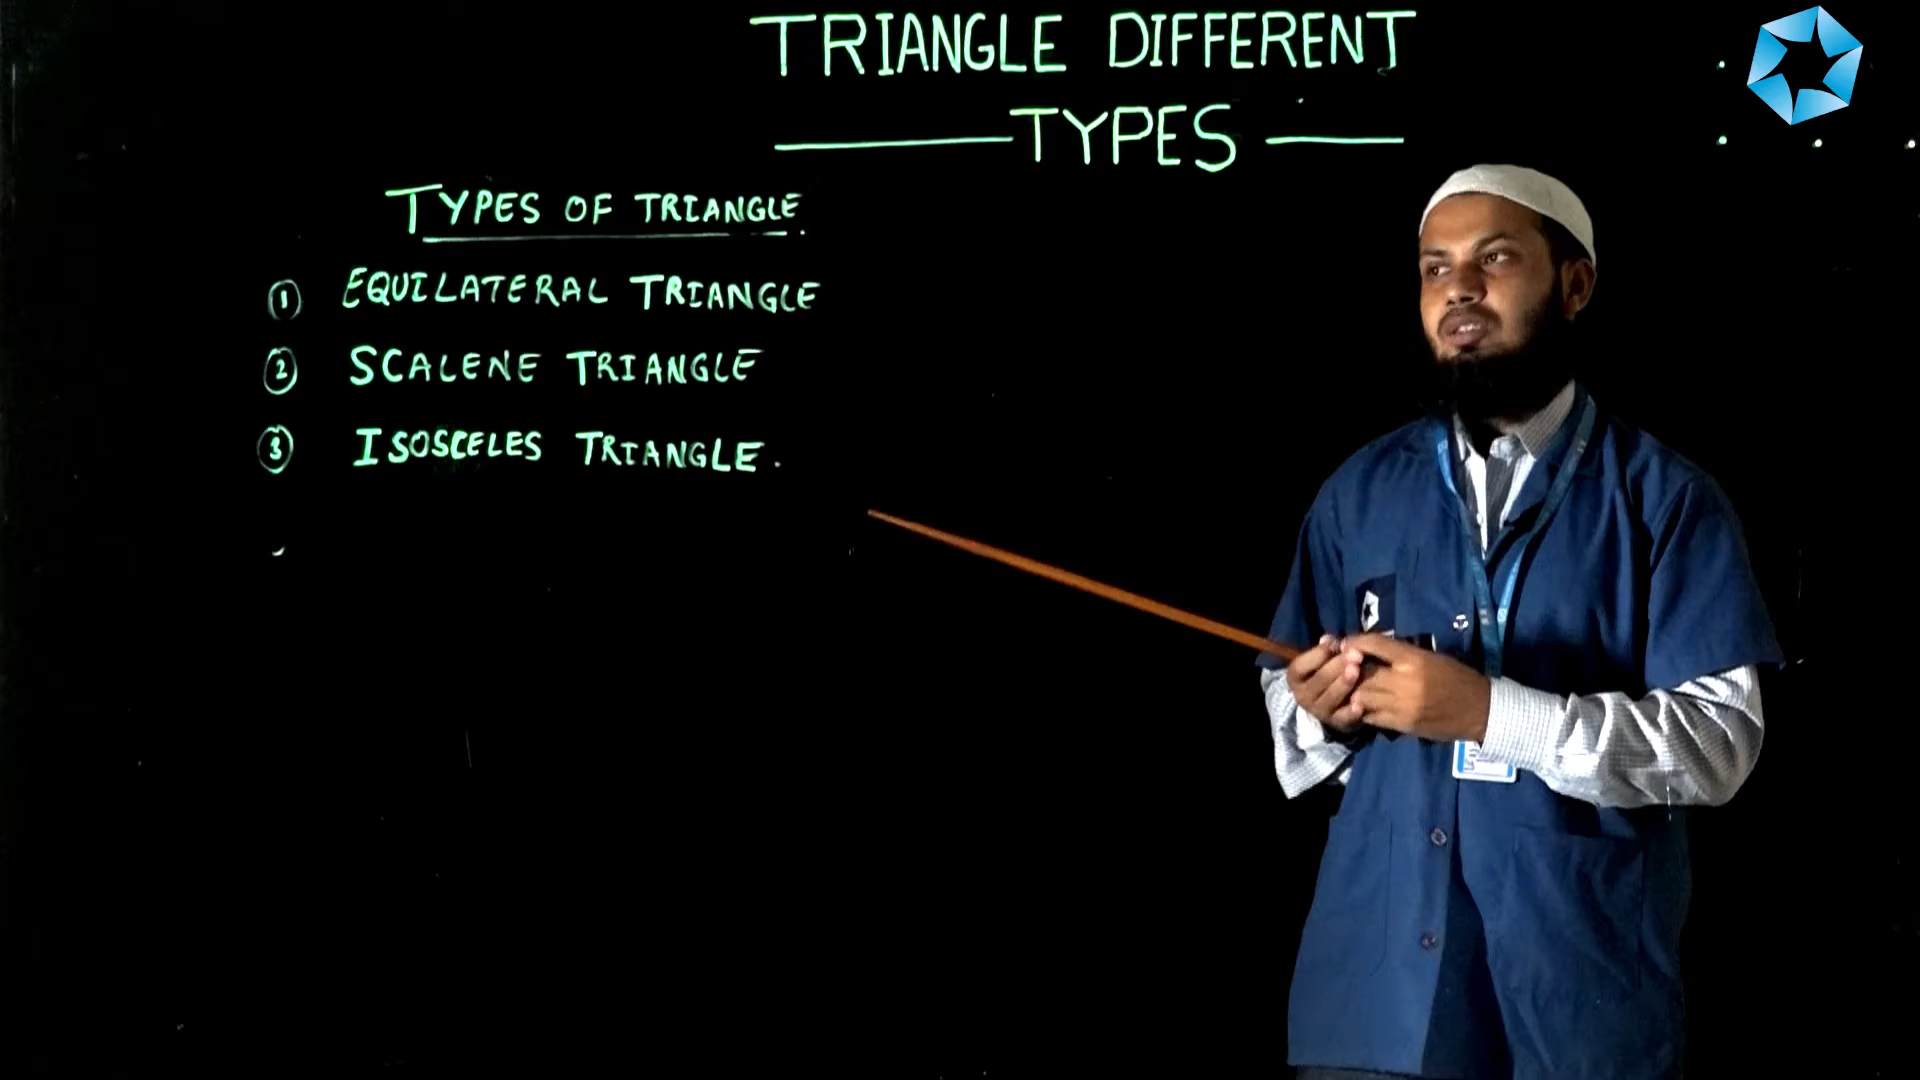 TRIANGLE DIFFERENT
TYPES
TYPES OF TRIANGLE.
① EQUILATERAL TRIANGLE
② SCALENE TRIANGLE
③ ISOSCELES TRIANGLE.